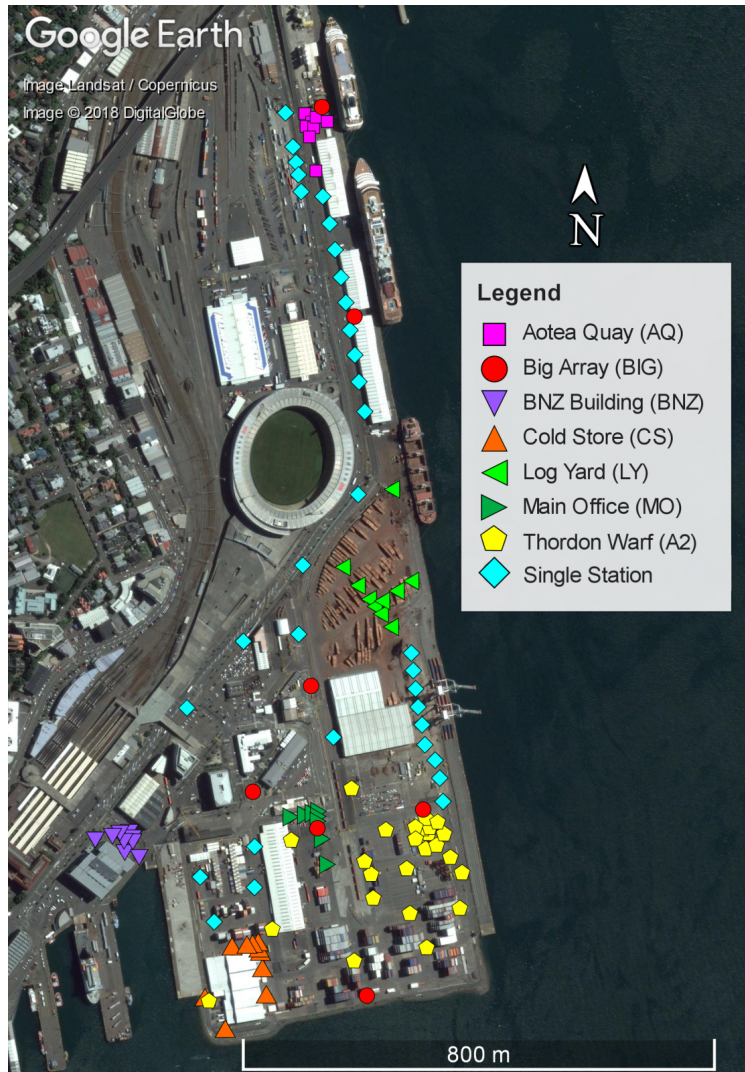 Google Earth
Image Landsat / Copernicus
Image © 2018 DigitalGlobe
N
Legend
Aotea Quay (AQ)
Big Array (BIG)
BNZ Building (BNZ)
Cold Store (CS)
Log Yard (LY)
Main Office (MO)
Thordon Warf (A2)
Single Station
800 m